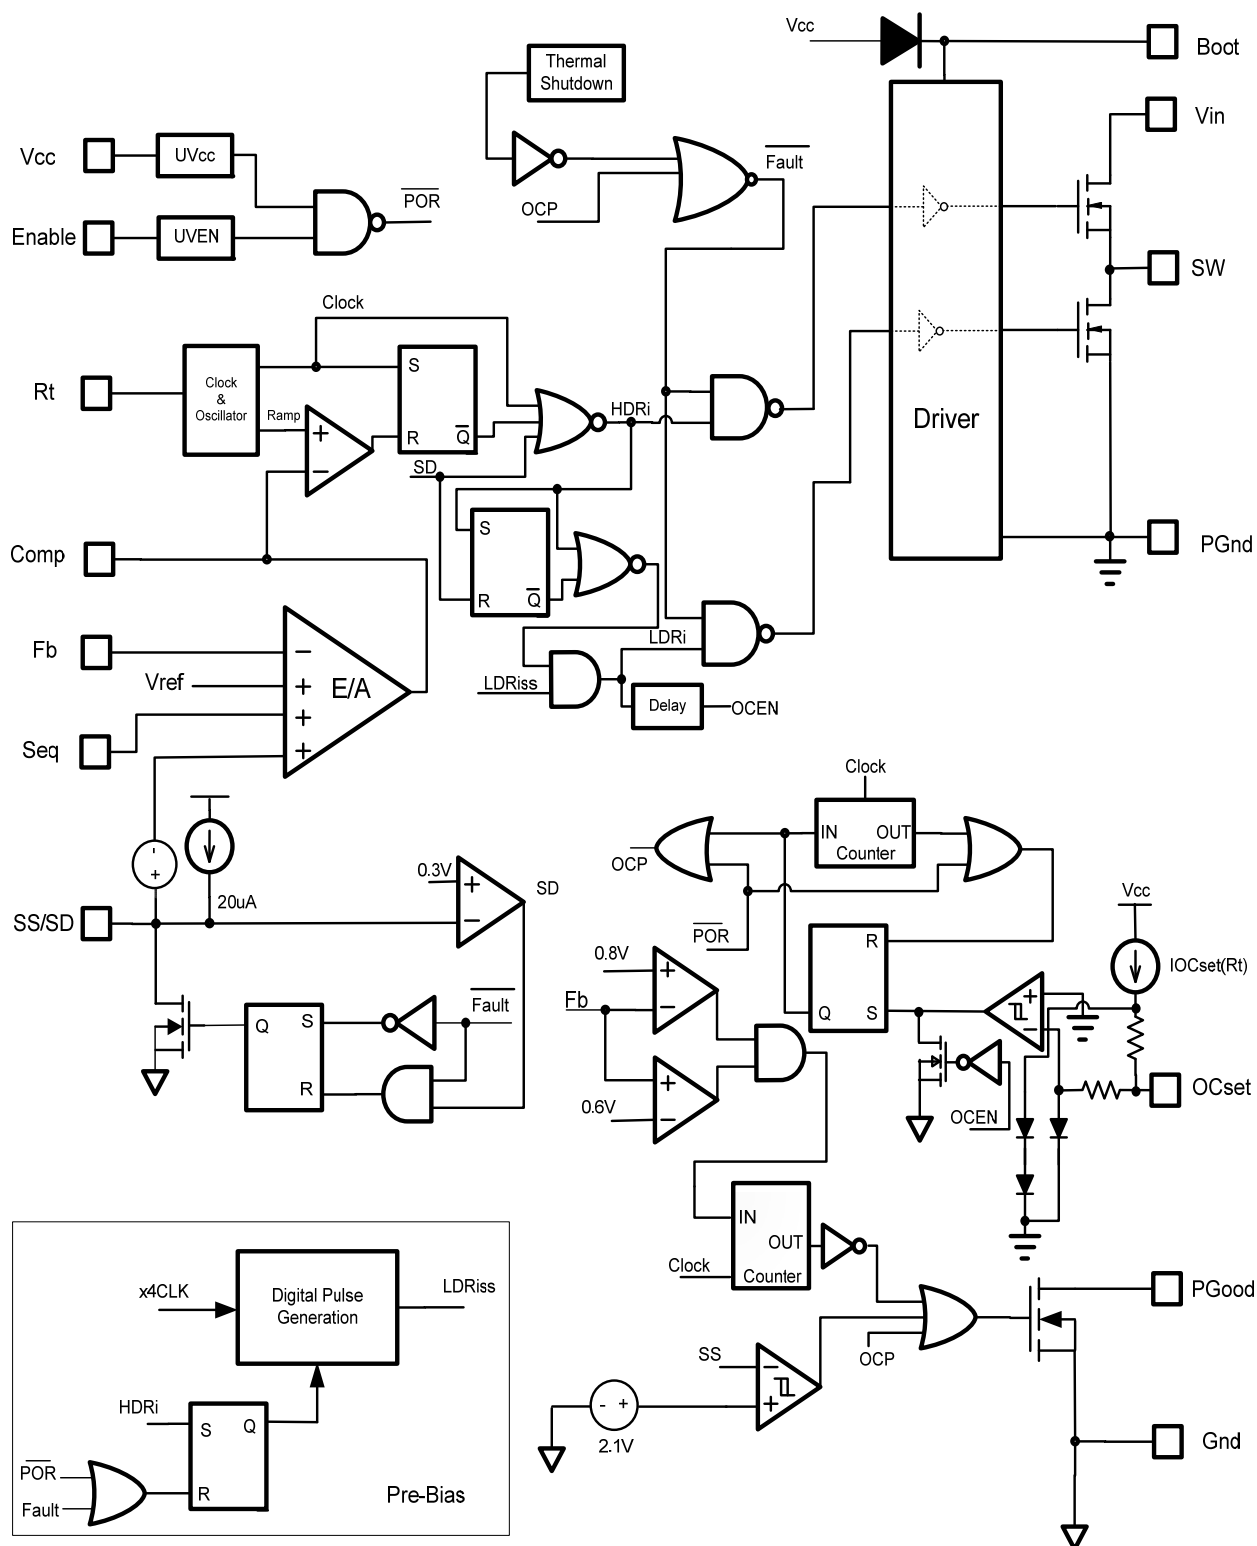 Vcc
Boot
Thermal
Shutdown
Vin
Fault
Vcc
UVcc
POR
OCP
Enable
UVEN
SW
Clock
Rt
Clock
&
Oscillator
Ramp
+
−
S
R
Q
HDRi
SD
Driver
S
R
Q
Comp
PGnd
Fb
−
Vref
+
E/A
+
Seq
+
LDRi
LDRiss
Delay
OCEN
Clock
IN
OUT
Counter
OCP
-
+
20uA
0.3V
+
−
SD
SS/SD
POR
Vcc
R
Q
S
IOCset(Rt)
0.8V
+
−
Fb
+
−
0.6V
+
−
OCset
OCEN
Fault
Q
S
R
IN
OUT
Clock
Counter
x4CLK
Digital Pulse
Generation
LDRiss
PGood
SS
−
+
OCP
HDRi
S
Q
R
- +
2.1V
POR
Fault
Pre-Bias
Gnd